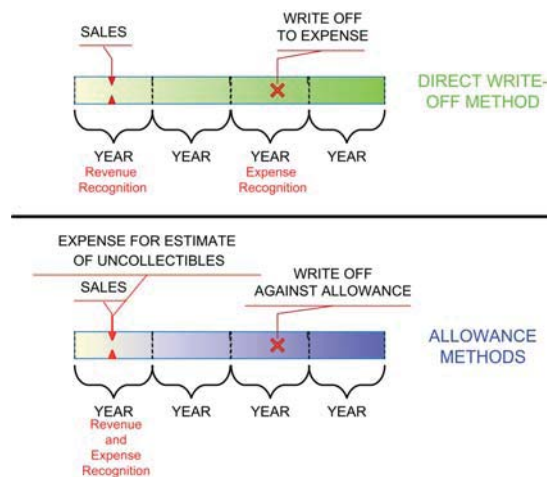 SALES
WRITE OFF
TO EXPENSE
DIRECT WRITE-
OFF METHOD
YEAR YEAR YEAR YEAR
Revenue
Recognition
Expense
Recognition
EXPENSE FOR ESTIMATE
OF UNCOLLECTIBLES
SALES
WRITE OFF
AGAINST ALLOWANCE
ALLOWANCE
METHODS
YEAR YEAR YEAR YEAR
Revenue
and
Expense
Recognition